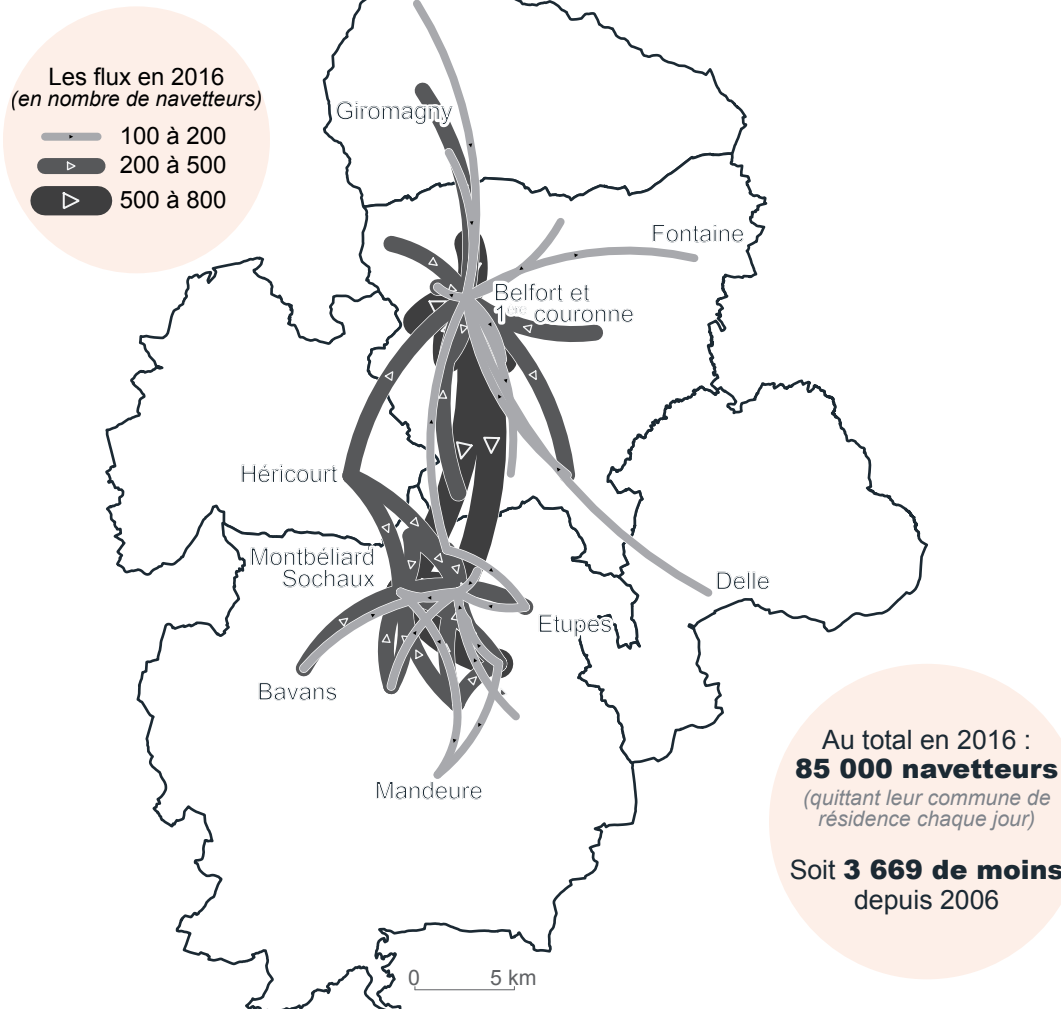 Les flux en 2016
(en nombre de navetteurs)
100 à 200
200 à 500
500 à 800
Giromagny
Fontaine
Belfort et
1ère couronne
Héricourt
Montbéliard
Sochaux
Delle
Etupes
Bavans
Mandeure
Au total en 2016 :
85 000 navetteurs
(quittant leur commune de
résidence chaque jour)
Soit 3 669 de moins
depuis 2006
0 5 km